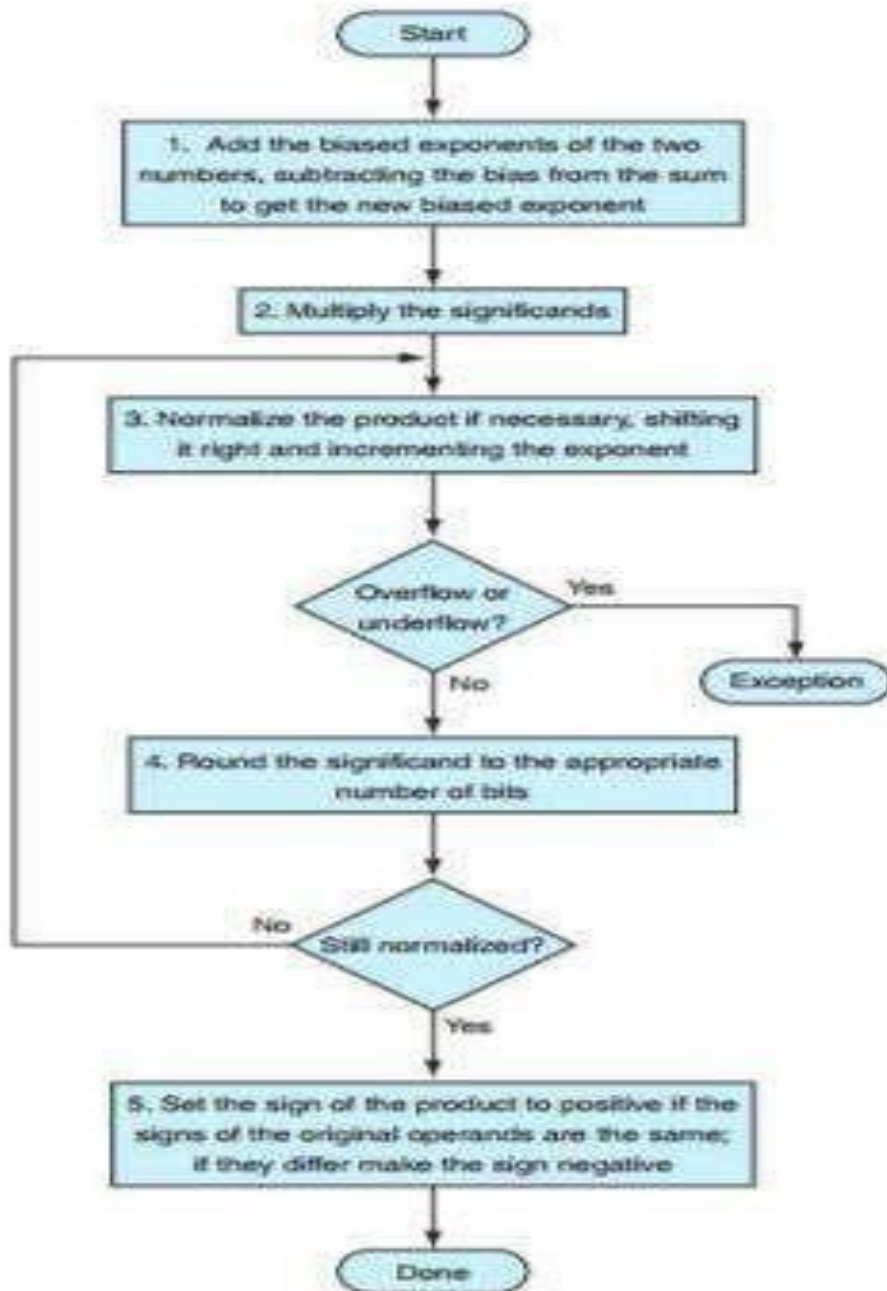 Start
1. Add the biased exponents of the two
numbers, subtracting the bias from the sum
to get the new biased exponent
2. Multiply the significands
3. Normalize the product if necessary, shifting
it right and incrementing the exponent
Overflow or
underflow?
Yes
Exception
No
4. Round the significand to the appropriate
number of bits
No
Still normalized?
Yes
5. Set the sign of the product to positive if the
signs of the original operands are the same;
if they differ make the sign negative
Done